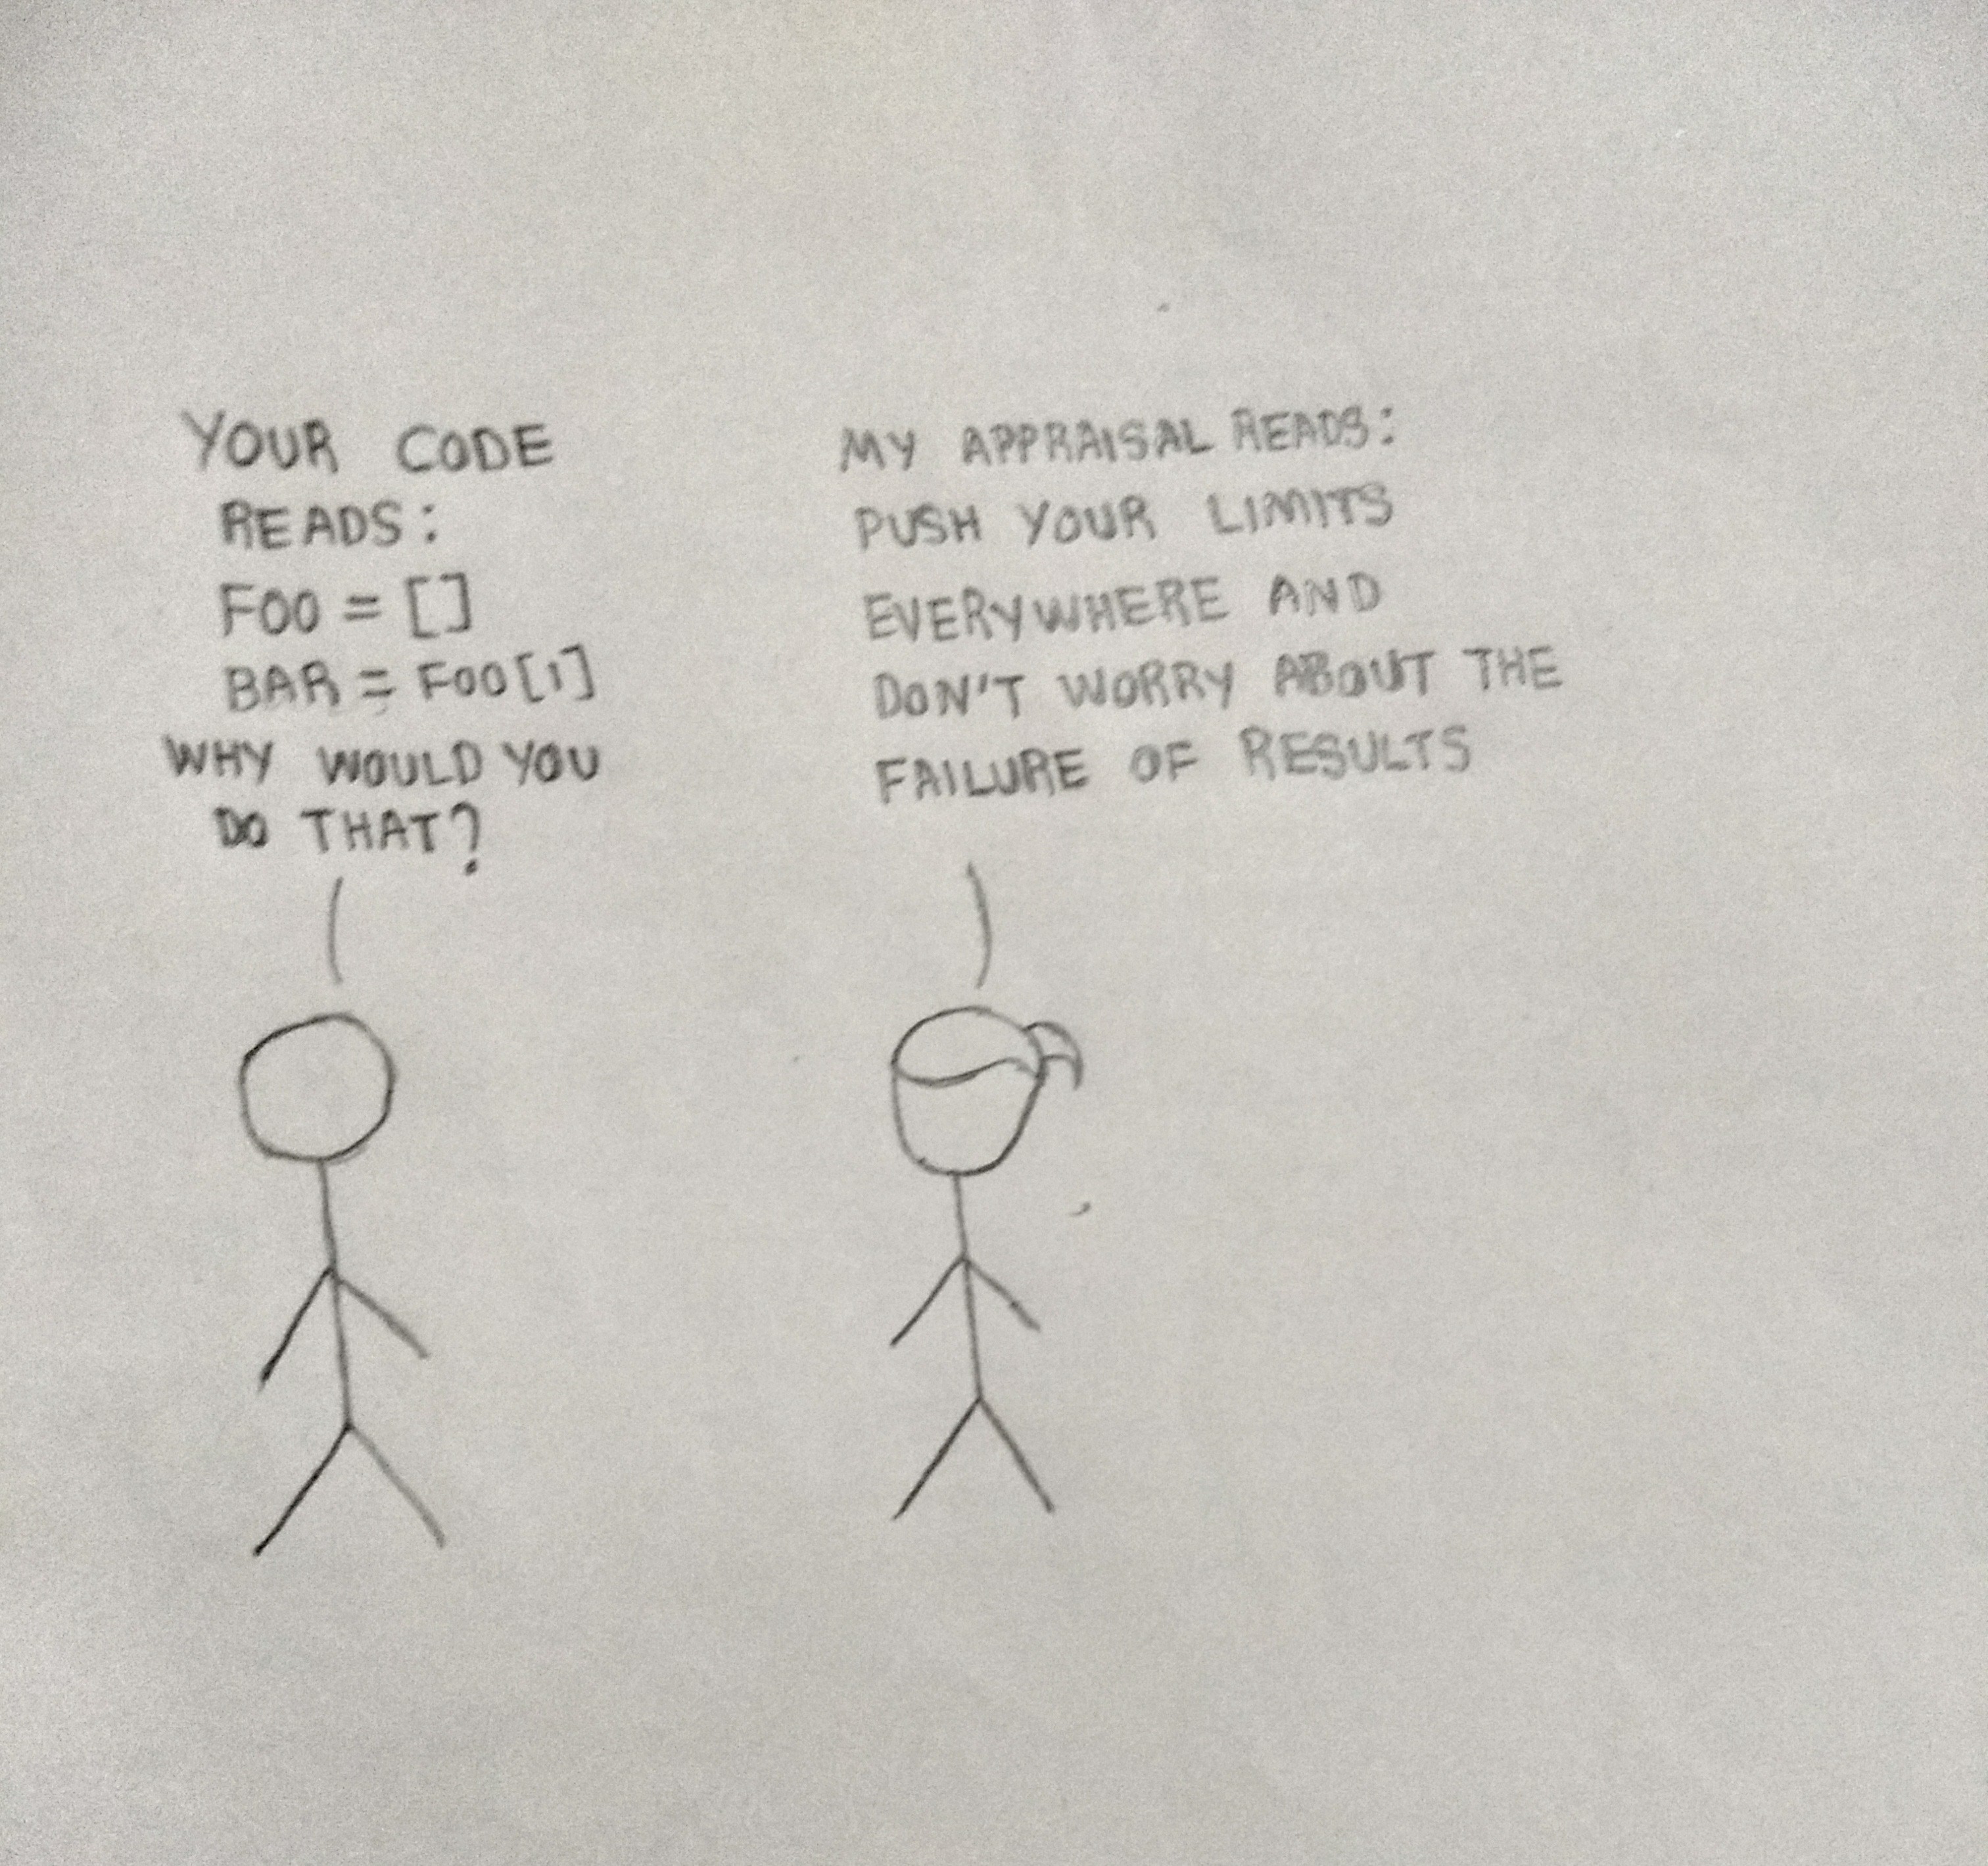 YOUR CODE
READS:
FOO = []
BAR = FOO[1]
WHY WOULD YOU
DO THAT?
MY APPRAISAL READS:
PUSH YOUR LIMITS
EVERYWHERE AND
DON'T WORRY ABOUT THE
FAILURE OF RESULTS